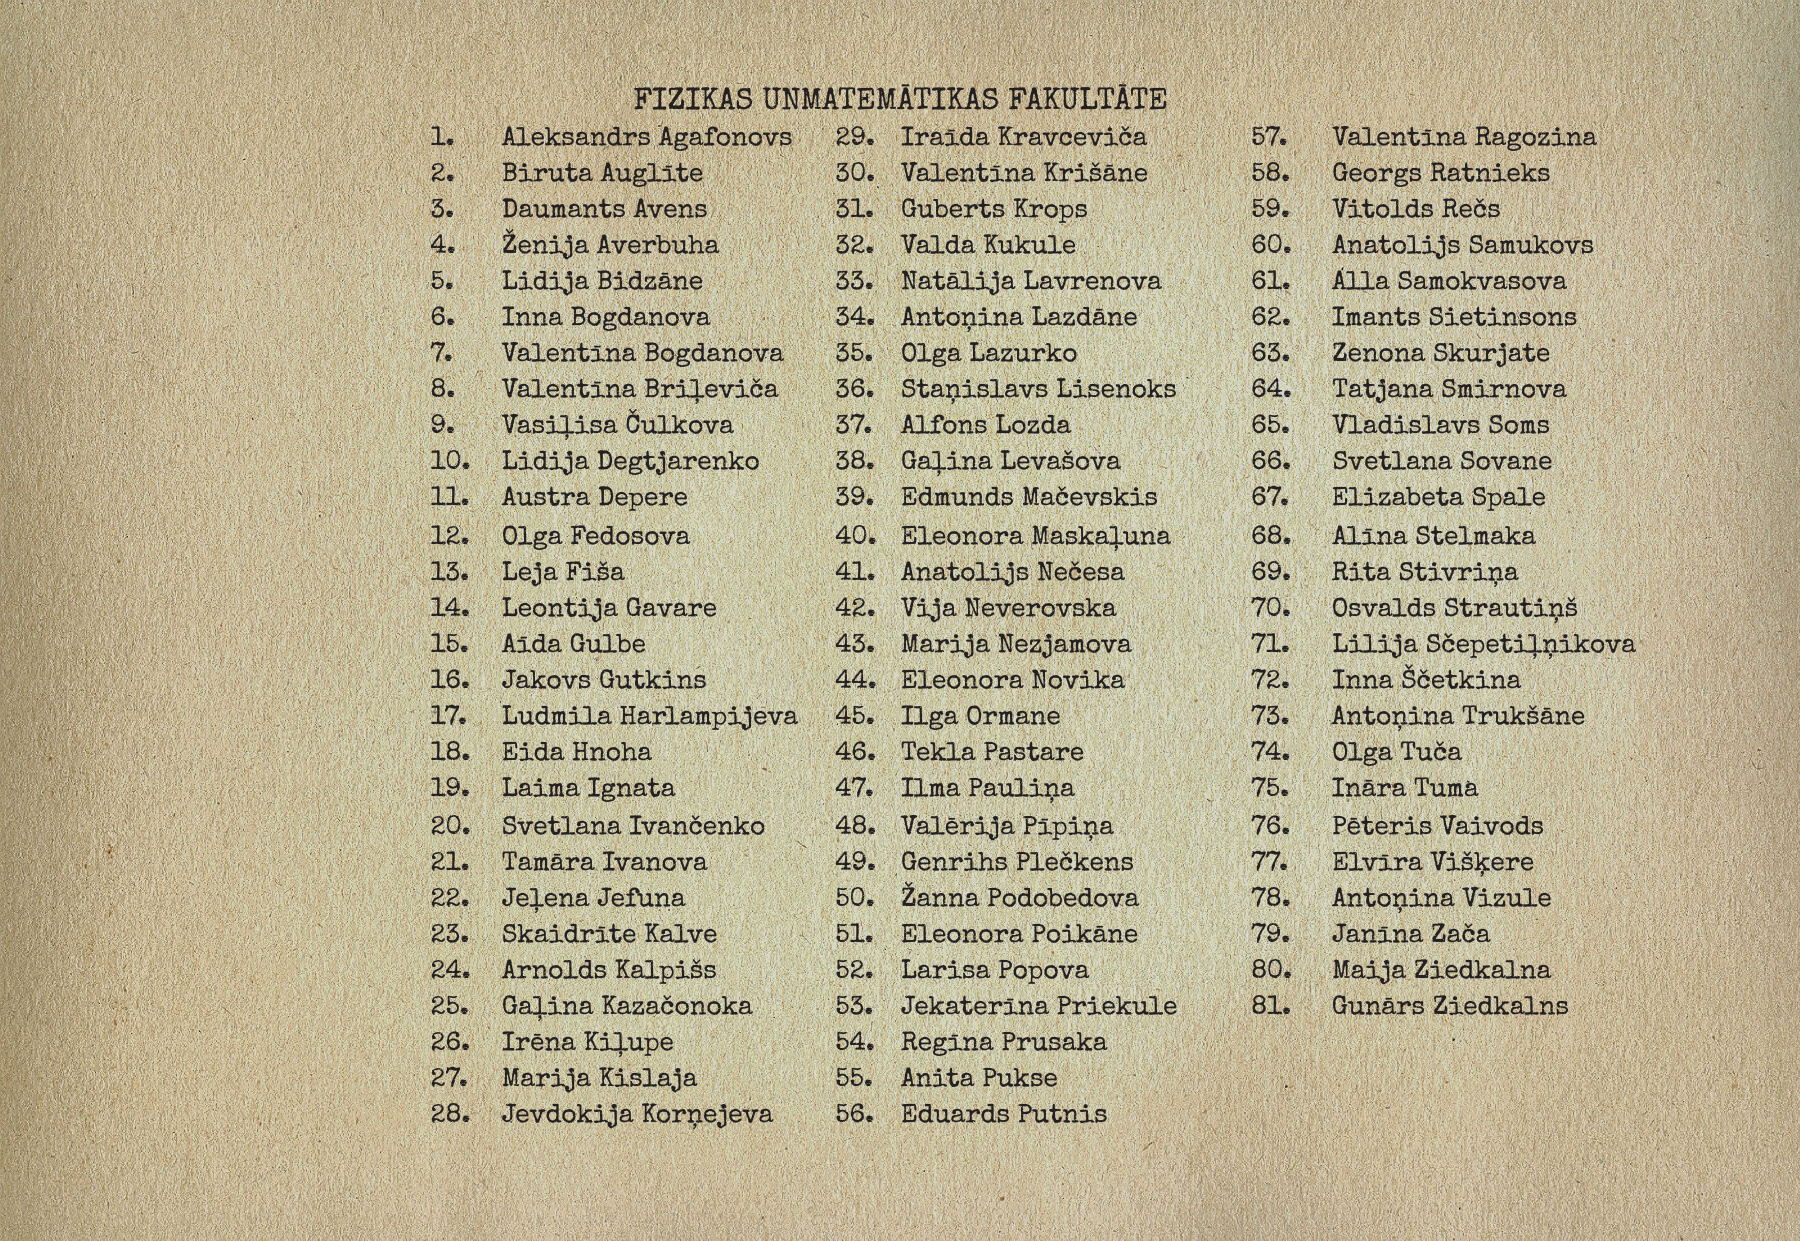 FIZIKAS UNMATEMĀTIKAS FAKULTĀTE
1. Aleksandrs Agafonovs
2. Biruta Auglīte
3. Daumants Avens
4. Ženija Averbuha
5. Lidija Bidzāne
6. Inna Bogdanova
7. Valentīna Bogdanova
8. Valentīna Briļeviča
9. Vasiļisa Čulkova
10. Lidija Degtjarenko
11. Austra Depere
12. Olga Fedosova
13. Leja Fiša
14. Leontija Gavare
15. Aīda Gulbe
16. Jakovs Gutkins
17. Ludmila Harlampijeva
18. Eida Hnoha
19. Laima Ignata
20. Svetlana Ivančenko
21. Tamāra Ivanova
22. Jeļena Jefuna
23. Skaidrīte Kalve
24. Arnolds Kalpišs
25. Gaļina Kazačonoka
26. Irēna Kiļupe
27. Marija Kislaja
28. Jevdokija Korņejeva
29. Iraīda Kravceviča
30. Valentīna Krišāne
31. Guberts Krops
32. Valda Kukule
33. Natālija Lavrenova
34. Antoņina Lazdāne
35. Olga Lazurko
36. Staņislavs Lisenoks
37. Alfons Lozda
38. Gaļina Levašova
39. Edmunds Mačevskis
40. Eleonora Maskaļuna
41. Anatolijs Nečesa
42. Vija Neverovska
43. Marija Nezjamova
44. Eleonora Novika
45. Ilga Ormane
46. Tekla Pastare
47. Ilma Pauliņa
48. Valērija Pīpiņa
49. Genrihs Plečkens
50. Žanna Podobedova
51. Eleonora Poikāne
52. Larisa Popova
53. Jekaterīna Priekule
54. Regīna Prusaka
55. Anita Pukse
56. Eduards Putnis
57. Valentīna Ragozina
58. Georgs Ratnieks
59. Vitolds Rečs
60. Anatolijs Samukovs
61. Alla Samokvasova
62. Imants Sietinsons
63. Zenona Skurjate
64. Tatjana Smirnova
65. Vladislavs Soms
66. Svetlana Sovane
67. Elizabeta Spale
68. Alīna Stelmaka
69. Rita Stivriņa
70. Osvalds Strautiņš
71. Lilija Sčepetiļņikova
72. Inna Ščetkina
73. Antoņina Trukšāne
74. Olga Tuča
75. Ināra Tuma
76. Pēteris Vaivods
77. Elvīra Višķere
78. Antoņina Vizule
79. Janīna Zača
80. Maija Ziedkalna
81. Gunārs Ziedkalns